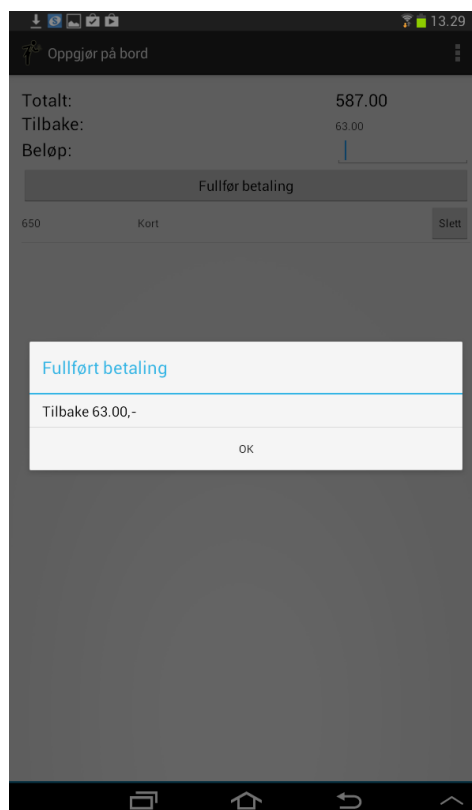 13.29
Oppgjør på bord
Totalt: 587.00
Tilbake: 63.00
Beløp:
Fullfør betaling
650 Kort Slett
Fullført betaling
Tilbake 63.00,-
OK